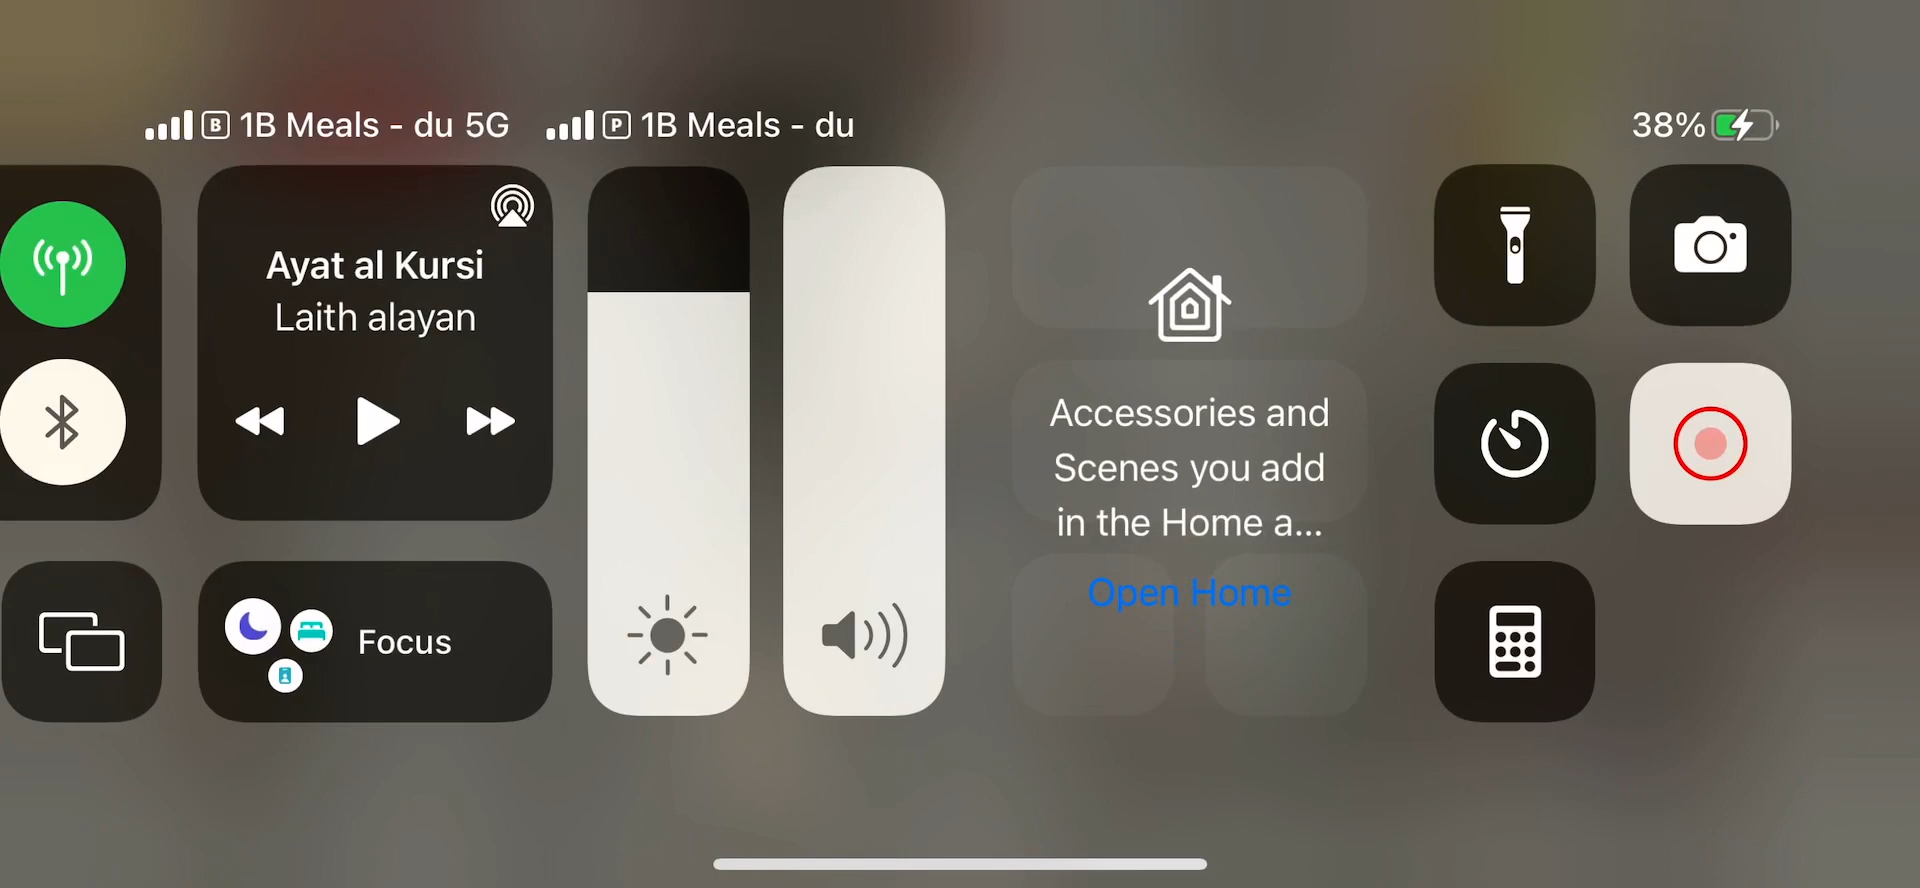 B 1B Meals - du 5G
P 1B Meals - du
38%
Ayat al Kursi
Laith alayan
Focus
Accessories and
Scenes you add
in the Home a...
Open Home